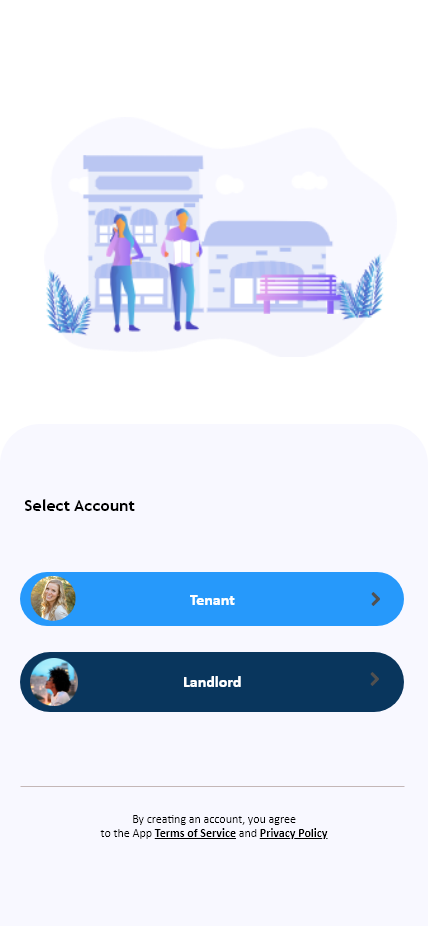 Select Account
Tenant
Landlord
By creating an account, you agree
to the App Terms of Service and Privacy Policy